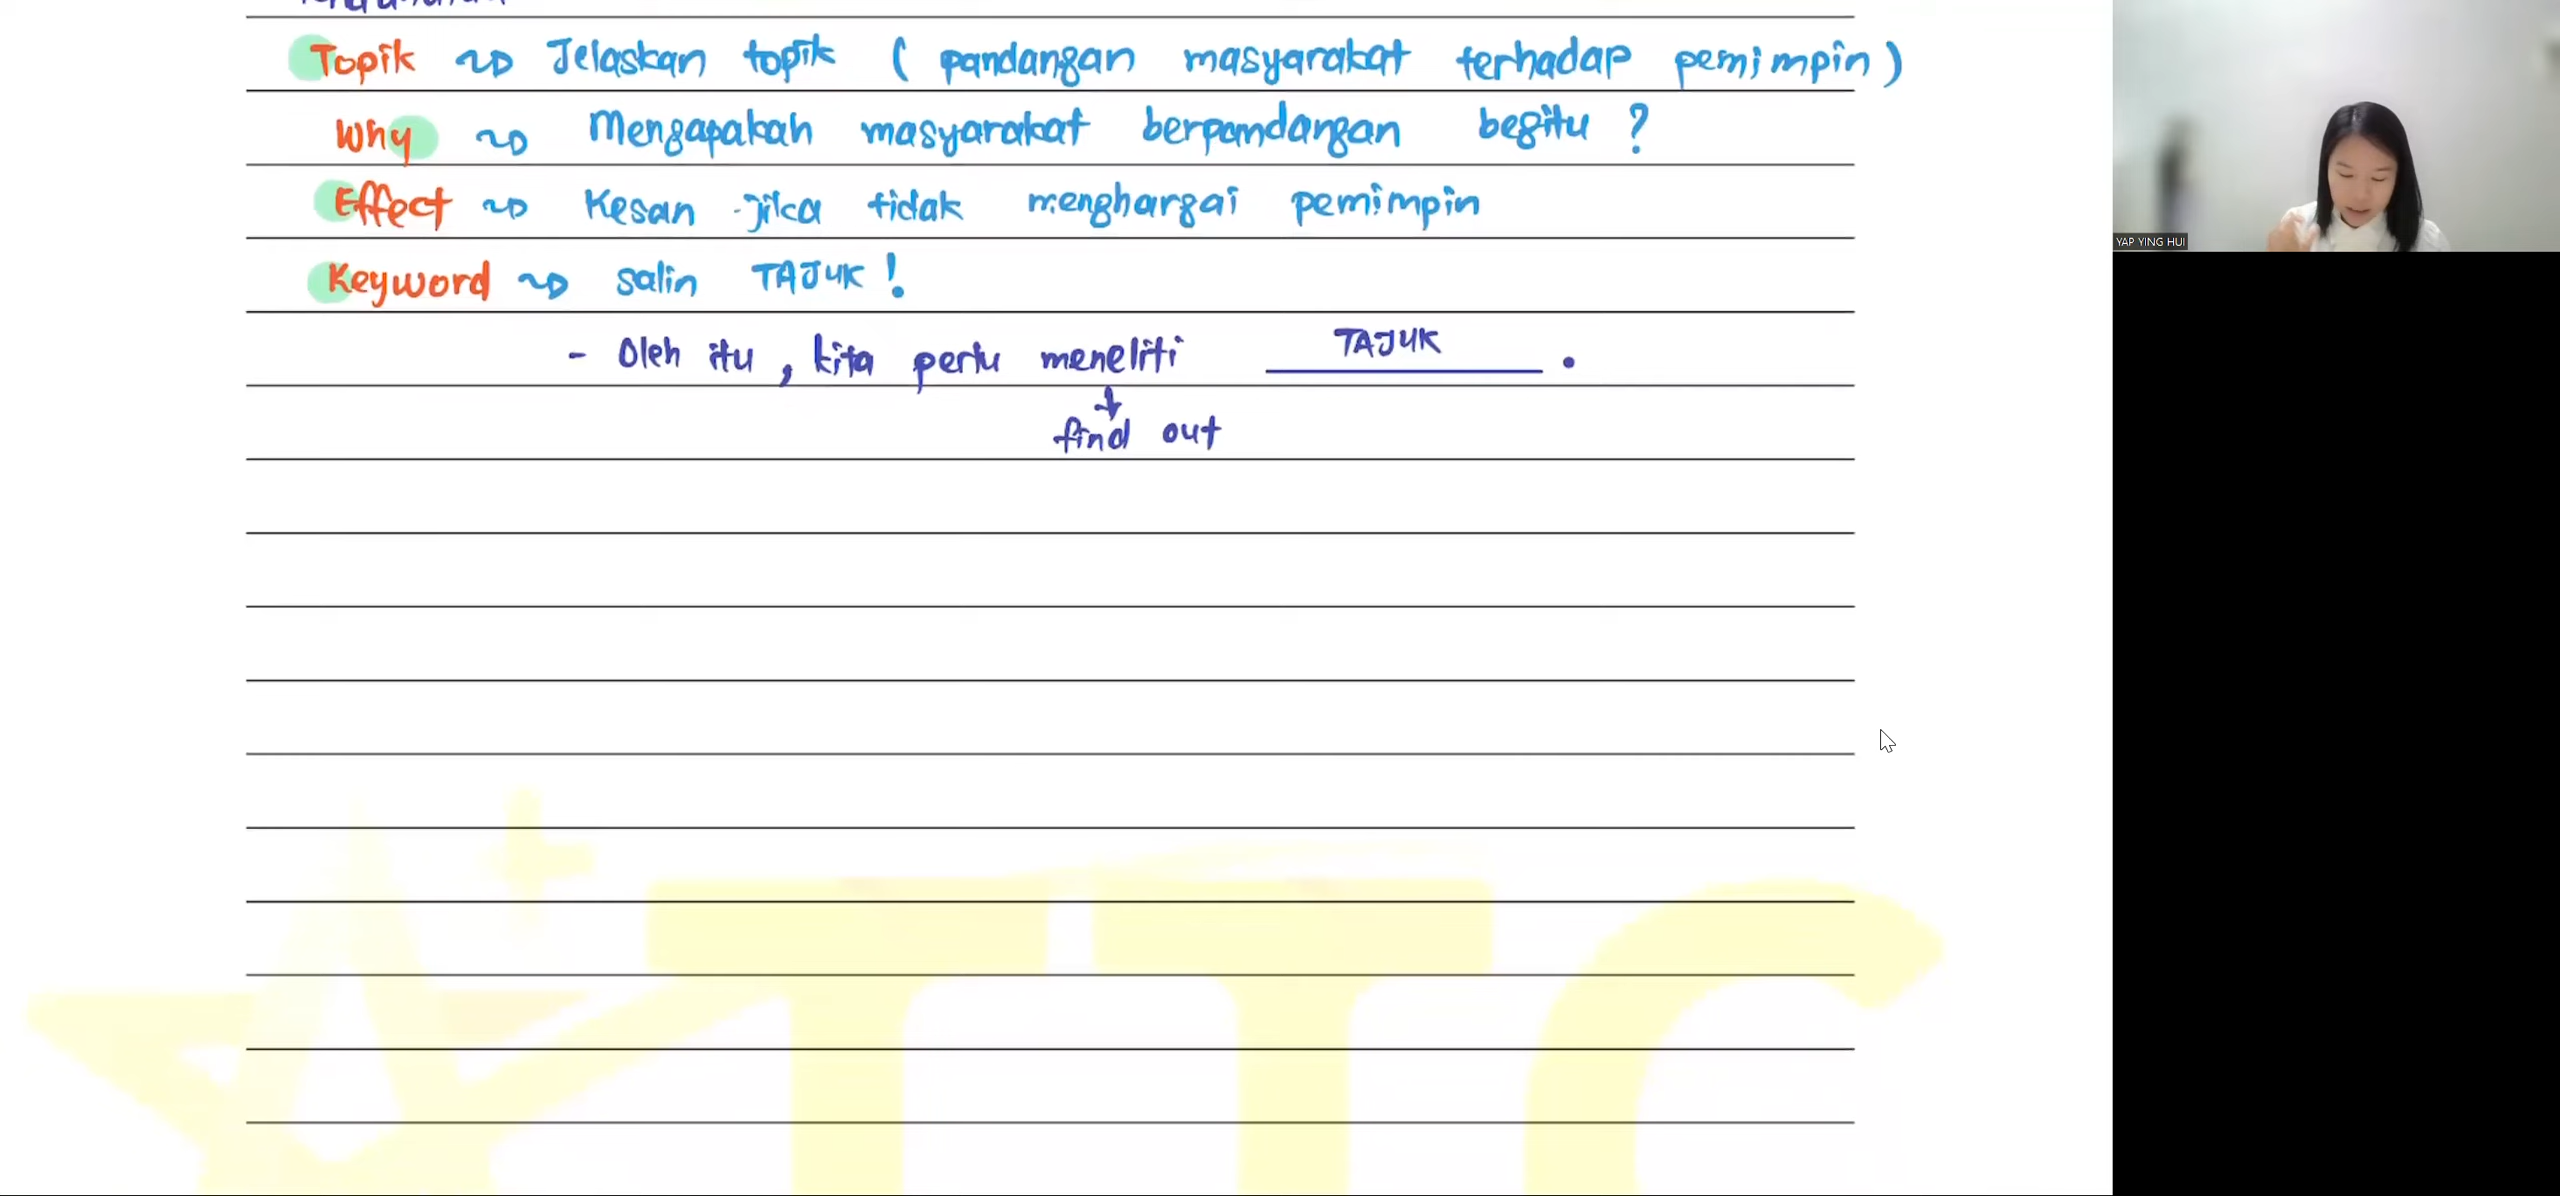 Topik ~> Jelaskan topik ( pandangan masyarakat terhadap pemimpin )
Why ~> Mengapakah masyarakat berpandangan begitu ?
Effect ~> Kesan jika tidak menghargai pemimpin
Keyword ~> salin TAJUK !
- Oleh itu , kita perlu meneliti TAJUK .
↓
find out
YAP YING HUI
TTC